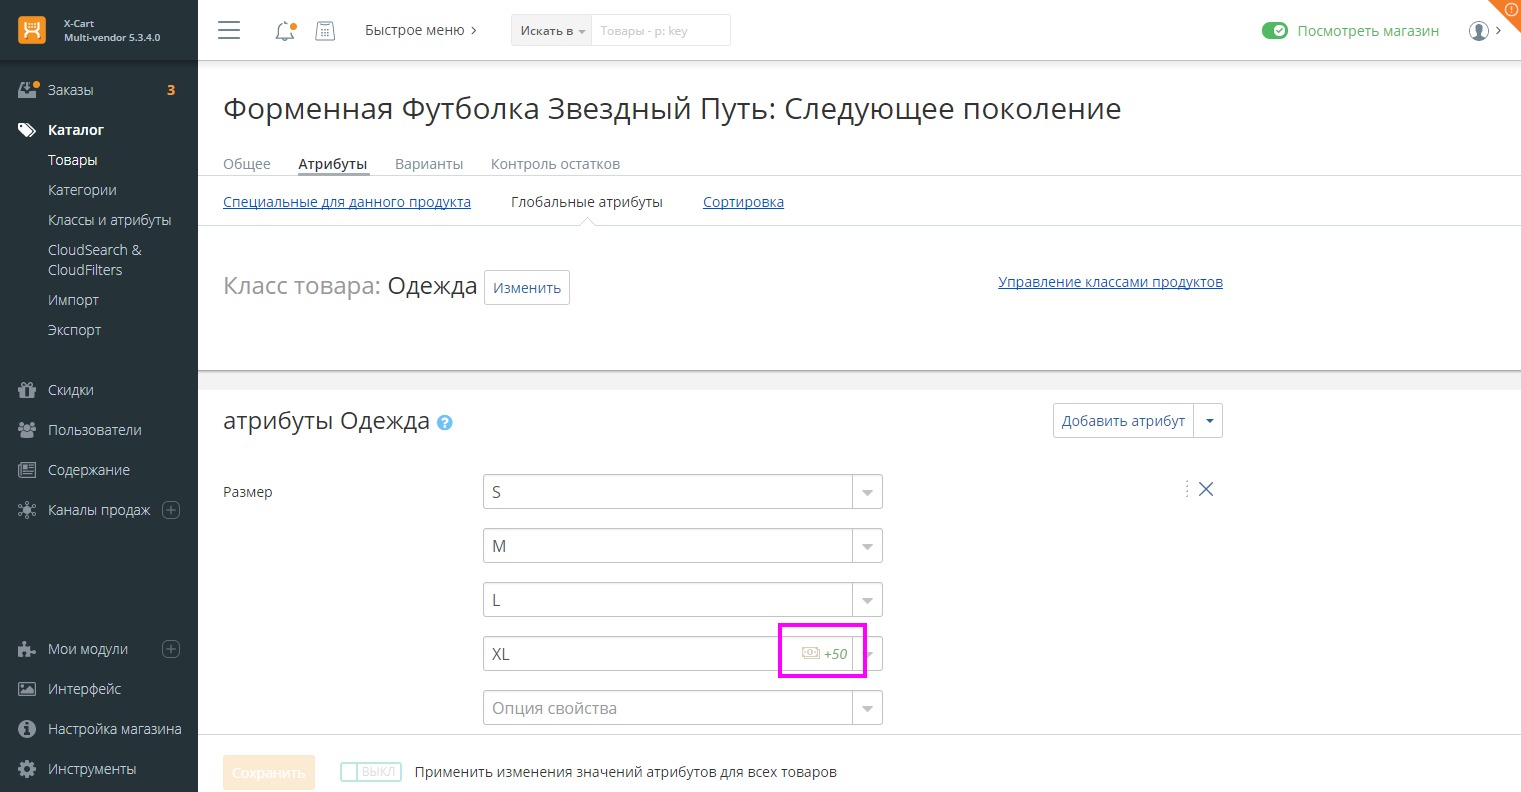 X-Cart
Multi-vendor 5.3.4.0
Быстрое меню
Искать в
Товары - p: key
Посмотреть магазин
Заказы 3
Каталог
Товары
Категории
Классы и атрибуты
CloudSearch &
CloudFilters
Импорт
Экспорт
Скидки
Пользователи
Содержание
Каналы продаж
Мои модули
Интерфейс
Настройка магазина
Инструменты
Форменная Футболка Звездный Путь: Следующее поколение
Общее Атрибуты Варианты Контроль остатков
Специальные для данного продукта Глобальные атрибуты Сортировка
Класс товара: Одежда Изменить Управление классами продуктов
атрибуты Одежда ? Добавить атрибут
Размер S
M
L
XL +50
Опция свойства
Сохранить ВЫКЛ Применить изменения значений атрибутов для всех товаров